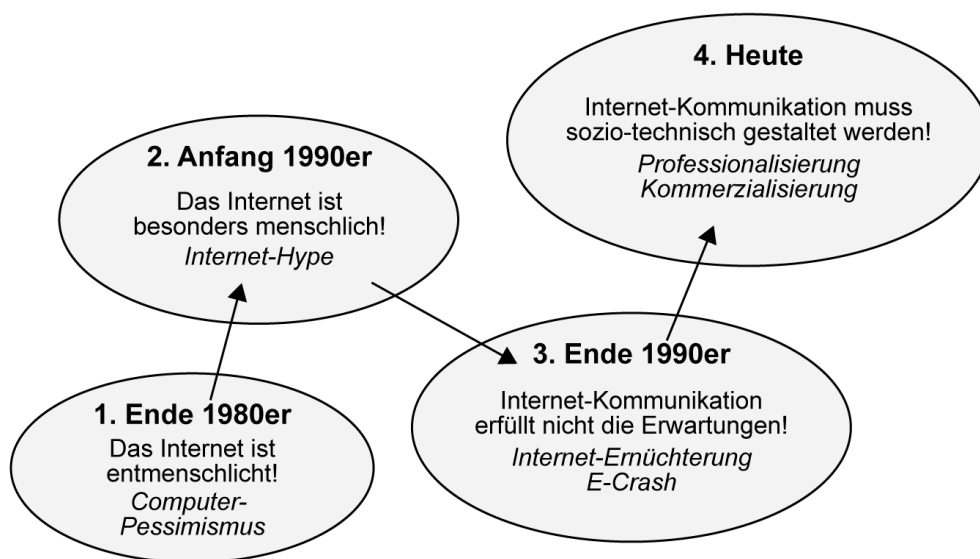 1. Ende 1980er
Das Internet ist
entmenschlicht!
Computer-
Pessimismus
2. Anfang 1990er
Das Internet ist
besonders menschlich!
Internet-Hype
3. Ende 1990er
Internet-Kommunikation
erfüllt nicht die Erwartungen!
Internet-Ernüchterung
E-Crash
4. Heute
Internet-Kommunikation muss
sozio-technisch gestaltet werden!
Professionalisierung
Kommerzialisierung